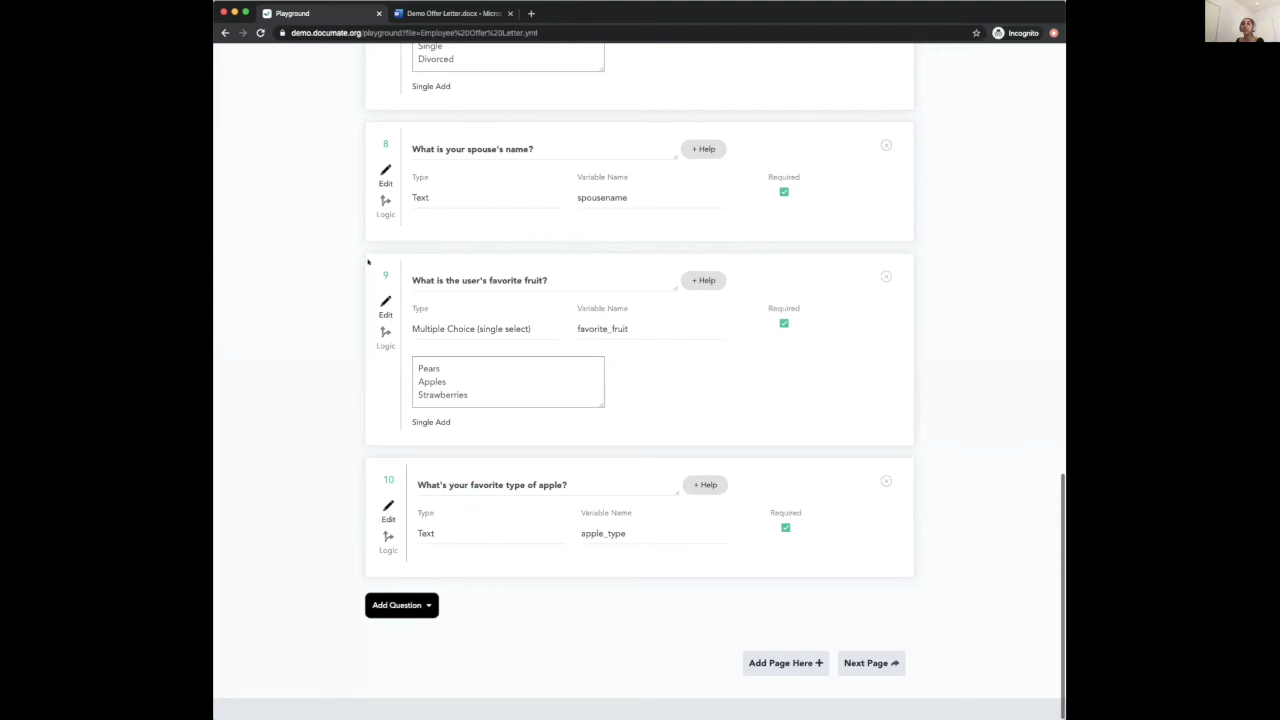 Playground
Demo Offer Letter.docx - Micros
demo.documate.org/playground?file=Employee%20Offer%20Letter.yml
Incognito
Single
Divorced
Single Add
8
What is your spouse's name?
+ Help
Edit
Logic
Type
Variable Name
Required
Text
spousename
9
What is the user's favorite fruit?
+ Help
Edit
Logic
Type
Variable Name
Required
Multiple Choice (single select)
favorite_fruit
Pears
Apples
Strawberries
Single Add
10
What's your favorite type of apple?
+ Help
Edit
Logic
Type
Variable Name
Required
Text
apple_type
Add Question
Add Page Here +
Next Page